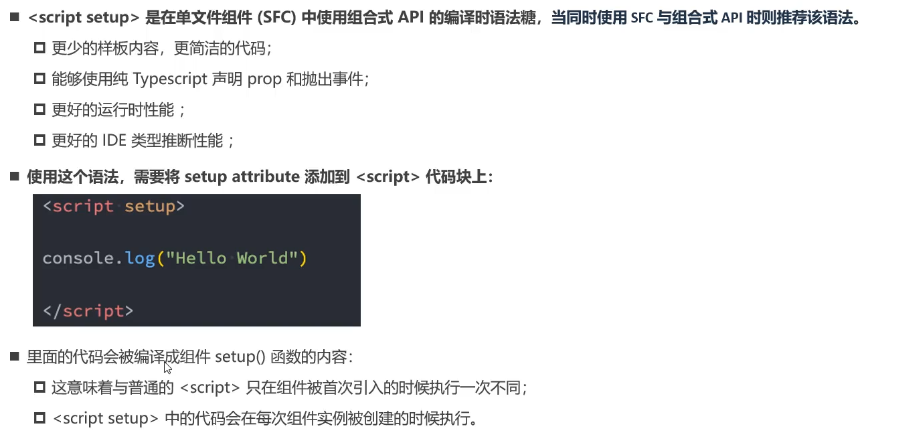 <script setup> 是在单文件组件 (SFC) 中使用组合式 API 的编译时语法糖，当同时使用 SFC 与组合式 API 时则推荐该语法。
更少的样板内容，更简洁的代码；
能够使用纯 Typescript 声明 prop 和抛出事件；
更好的运行时性能 ；
更好的 IDE 类型推断性能 ；
使用这个语法，需要将 setup attribute 添加到 <script> 代码块上：
<script setup>
console.log("Hello World")
</script>
里面的代码会被编译成组件 setup() 函数的内容：
这意味着与普通的 <script> 只在组件被首次引入的时候执行一次不同；
<script setup> 中的代码会在每次组件实例被创建的时候执行。